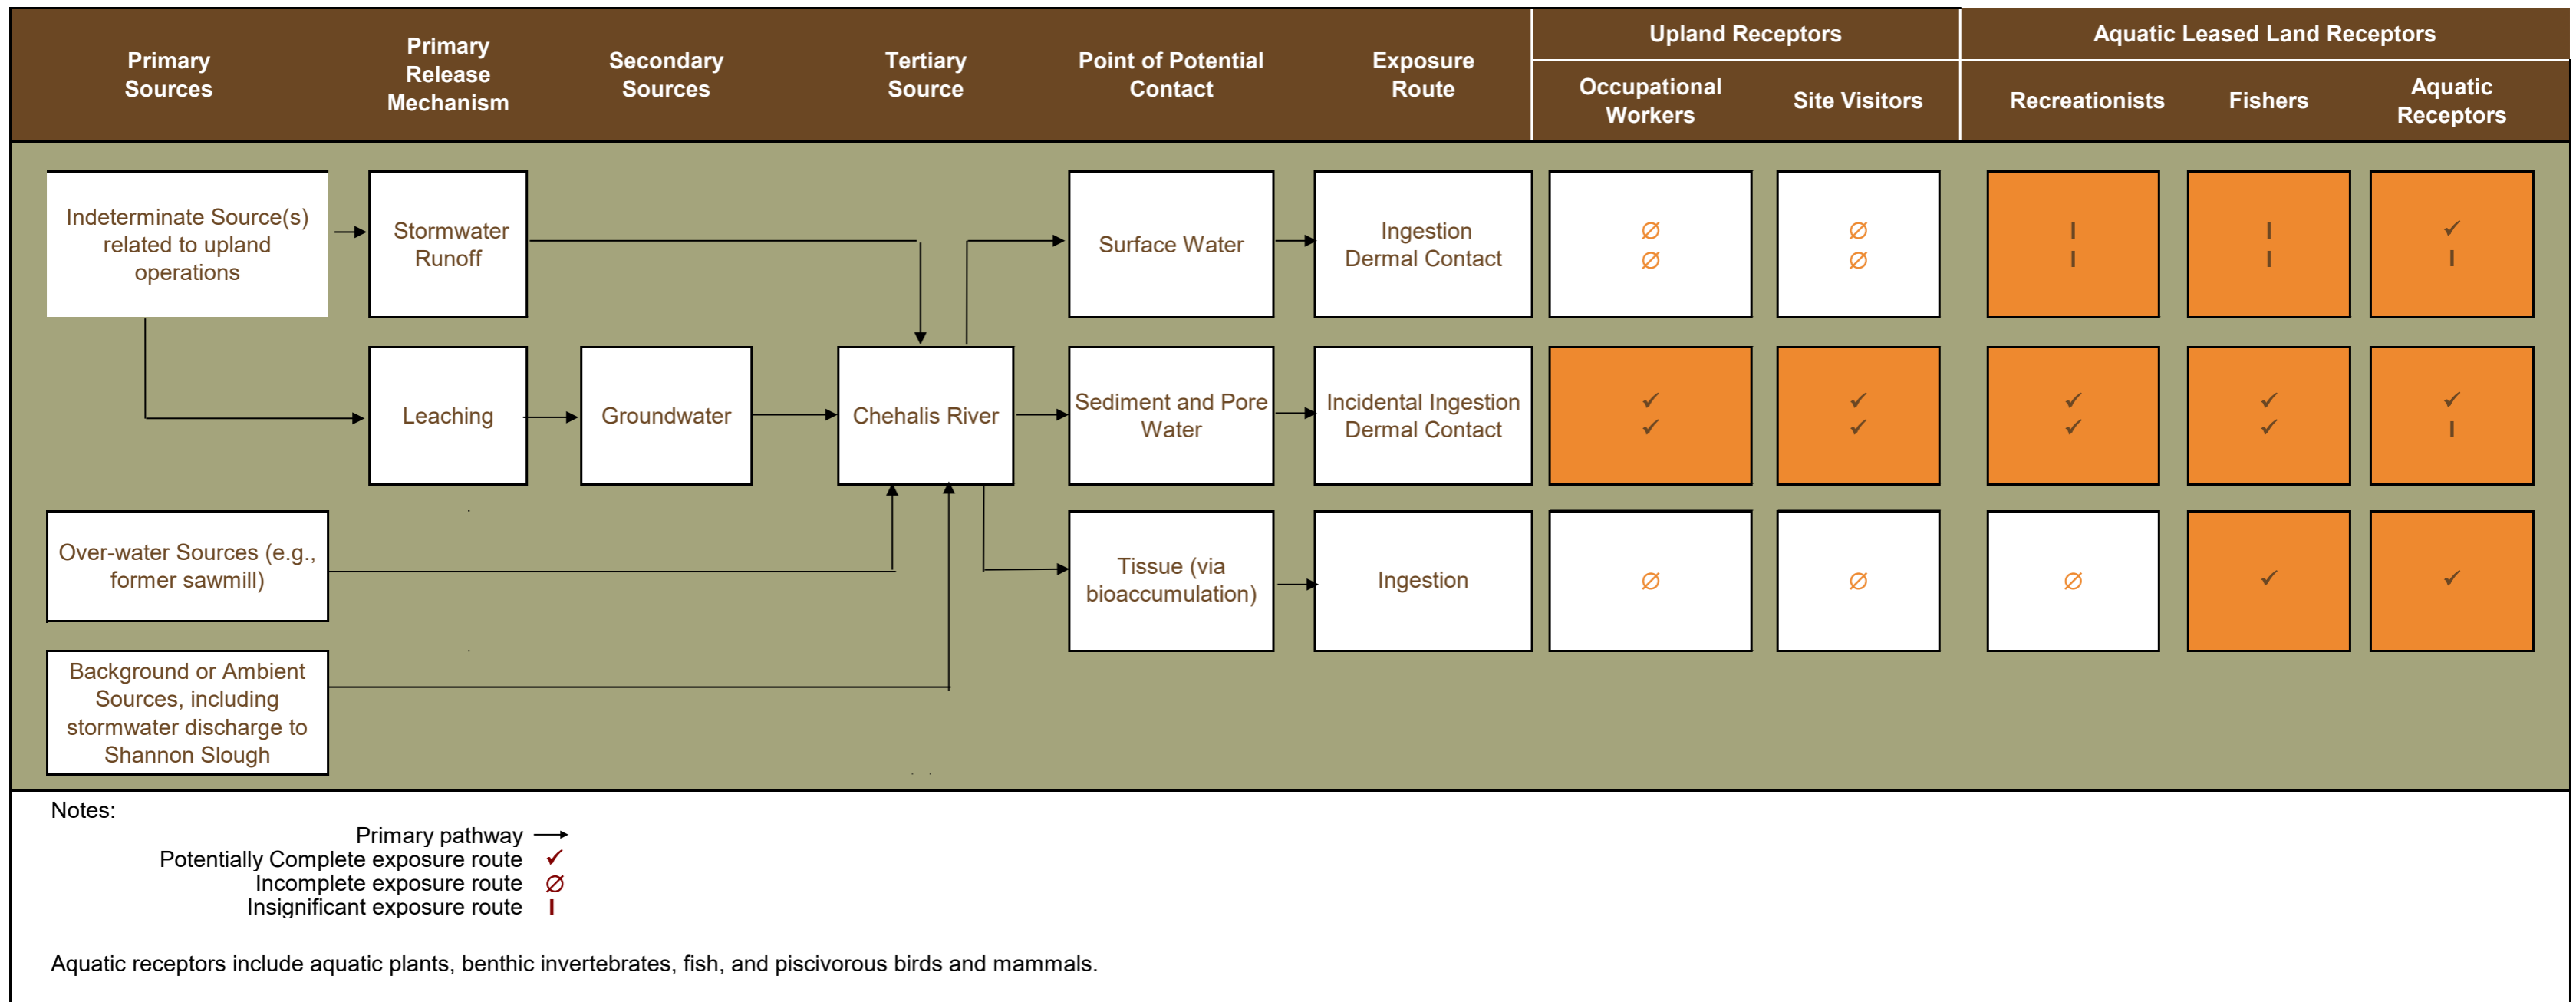 Primary
Sources
Primary
Release
Mechanism
Secondary
Sources
Tertiary
Source
Point of Potential
Contact
Exposure
Route
Upland Receptors
Aquatic Leased Land Receptors
Occupational
Workers
Site Visitors
Recreationists
Fishers
Aquatic
Receptors
Indeterminate Source(s)
related to upland
operations
Stormwater
Runoff
Surface Water
Ingestion
Dermal Contact
∅
∅
∅
∅
I
I
I
I
✓
I
Leaching
Groundwater
Chehalis River
Sediment and Pore
Water
Incidental Ingestion
Dermal Contact
✓
✓
✓
✓
✓
✓
✓
✓
✓
I
Over-water Sources (e.g.,
former sawmill)
Tissue (via
bioaccumulation)
Ingestion
∅
∅
∅
✓
✓
Background or Ambient
Sources, including
stormwater discharge to
Shannon Slough
Notes:
Primary pathway →
Potentially Complete exposure route ✓
Incomplete exposure route ∅
Insignificant exposure route I
Aquatic receptors include aquatic plants, benthic invertebrates, fish, and piscivorous birds and mammals.